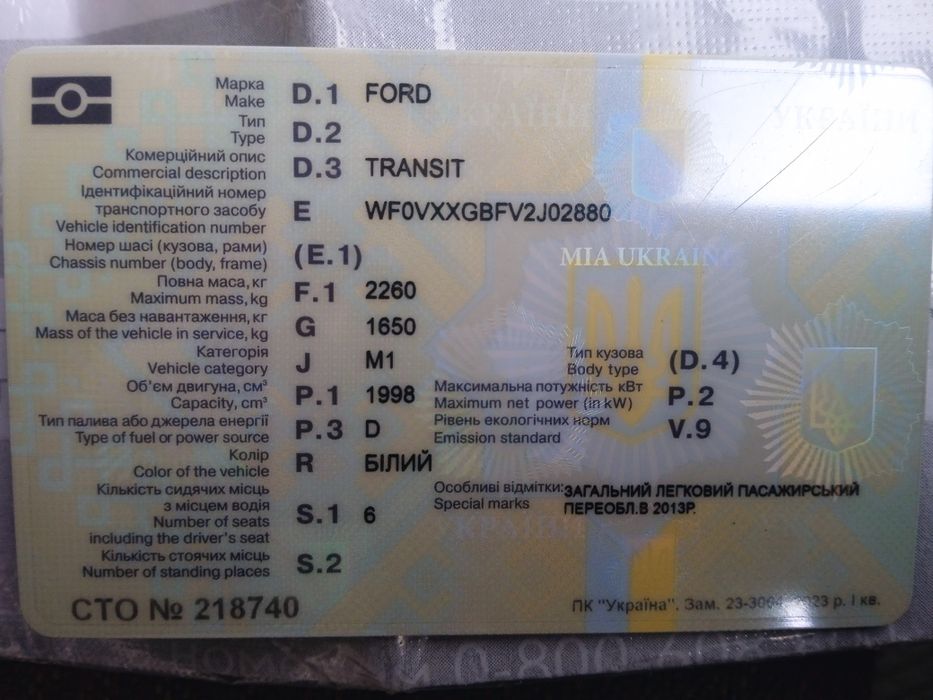 Марка
Make D.1 FORD
Тип
Type D.2
Комерційний опис
Commercial description D.3 TRANSIT
Ідентифікаційний номер
транспортного засобу
Vehicle identification number E WF0VXXGBFV2J02880
Номер шасі (кузова, рами)
Chassis number (body, frame) (E.1)
MIA UKRAINE
Повна маса,кг
Maximum mass,kg F.1 2260
Маса без навантаження,кг
Mass of the vehicle in service,kg G 1650
Категорія
Vehicle category J M1
Тип кузова
Body type (D.4)
Об'єм двигуна, см³
Capacity, cm³ P.1 1998
Максимальна потужність кВт
Maximum net power (in kW) P.2
Тип палива або джерела енергії
Type of fuel or power source P.3 D
Рівень екологічних норм
Emission standard V.9
Колір
Color of the vehicle R БІЛИЙ
Кількість сидячих місць
з місцем водія
Number of seats
including the driver's seat S.1 6
Особливі відмітки: ЗАГАЛЬНИЙ ЛЕГКОВИЙ ПАСАЖИРСЬКИЙ
Special marks ПЕРЕОБЛ.В 2013Р.
УКРАЇНА
Кількість стоячих місць
Number of standing places S.2
СТО № 218740
ПК "Україна". Зам. 2023 р. І кв.